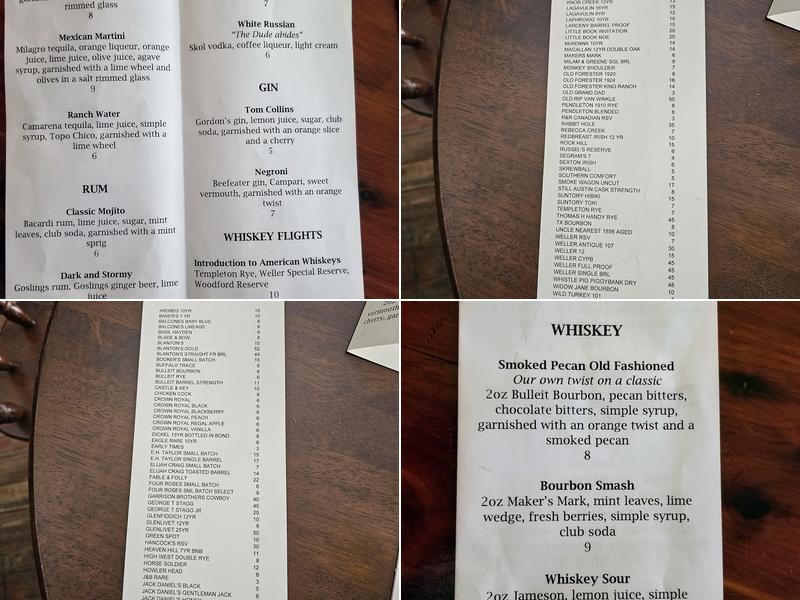 rimmed glass
8
Mexican Martini
Milagro tequila, orange liqueur, orange
juice, lime juice, olive juice, agave
syrup, garnished with a lime wheel and
olives in a salt rimmed glass
9
Ranch Water
Camarena tequila, lime juice, simple
syrup, Topo Chico, garnished with a
lime wheel
6
RUM
Classic Mojito
Bacardi rum, lime juice, sugar, mint
leaves, club soda, garnished with a mint
sprig
6
Dark and Stormy
Goslings rum, Goslings ginger beer, lime
juice
7
White Russian
"The Dude abides"
Skol vodka, coffee liqueur, light cream
6
GIN
Tom Collins
Gordon's gin, lemon juice, sugar, club
soda, garnished with an orange slice
and a cherry
5
Negroni
Beefeater gin, Campari, sweet
vermouth, garnished with an orange
twist
7
WHISKEY FLIGHTS
Introduction to American Whiskeys
Templeton Rye, Weller Special Reserve,
Woodford Reserve
10
KNOB CREEK 12YR
LAGAVULIN 16YR
LAGAVULIN 8YR
LAPHROAIG 10YR
LARCENY BARREL PROOF
LITTLE BOOK INVITATION
LITTLE BOOK NOE
McKENNA 10YR
MACALLAN 12YR DOUBLE OAK
MAKERS MARK
MILAM & GREENE SGL BRL
MONKEY SHOULDER
OLD FORESTER 1920
OLD FORESTER 1924
OLD FORESTER KING RANCH
OLD GRAND DAD
OLD RIP VAN WINKLE
PENDLETON 1910 RYE
PENDLETON BLENDED
R&R CANADIAN RSV
RABBIT HOLE
REBECCA CREEK
REDBREAST IRISH 12 YR
ROCK HILL
RUSSEL'S RESERVE
SEGRAM'S 7
SEXTON IRISH
SKREWBALL
SOUTHERN COMFORT
SMOKE WAGON UNCUT
STILL AUSTIN CASK STRENGTH
SUNTORY HIBIKI
SUNTORY TOKI
TEMPLETON RYE
THOMAS H HANDY RYE
TX BOURBON
UNCLE NEAREST 1856 AGED
WELLER RSV
WELLER ANTIQUE 107
WELLER 12
WELLER CYPB
WELLER FULL PROOF
WELLER SINGLE BRL
WHISTLE PIG PIGGYBANK DRY
WIDOW JANE BOURBON
WILD TURKEY 101
ARDBEG 10YR
BAKER'S 7 YR
BALCONES BABY BLUE
BALCONES LINEAGE
BASIL HAYDEN
BLADE & BOW
BLANTON'S
BLANTON'S GOLD
BLANTON'S STRAIGHT FR BRL
BOOKER'S SMALL BATCH
BUFFALO TRACE
BULLEIT BOURBON
BULLEIT RYE
BULLEIT BARREL STRENGTH
CASTLE & KEY
CHICKEN COCK
CROWN ROYAL
CROWN ROYAL BLACK
CROWN ROYAL BLACKBERRY
CROWN ROYAL PEACH
CROWN ROYAL REGAL APPLE
CROWN ROYAL VANILLA
DICKEL 13YR BOTTLED IN BOND
EAGLE RARE 10YR
EARLY TIMES
E.H. TAYLOR SMALL BATCH
E.H. TAYLOR SINGLE BARREL
ELIJAH CRAIG SMALL BATCH
ELIJAH CRAIG TOASTED BARREL
FABLE & FOLLY
FOUR ROSES SMALL BATCH
FOUR ROSES SML BATCH SELECT
GARRISON BROTHERS COWBOY
GEORGE T STAGG
GEORGE T STAGG JR
GLENFIDDICH 12YR
GLENLIVET 12YR
GLENLIVET 25YR
GREEN SPOT
HANCOCK'S RSV
HEAVEN HILL 7YR BNB
HIGH WEST DOUBLE RYE
HORSE SOLDIER
HOWLER HEAD
J&B RARE
JACK DANIEL'S BLACK
JACK DANIEL'S GENTLEMAN JACK
JACK DANIEL'S HONEY
WHISKEY
Smoked Pecan Old Fashioned
Our own twist on a classic
2oz Bulleit Bourbon, pecan bitters,
chocolate bitters, simple syrup,
garnished with an orange twist and a
smoked pecan
8
Bourbon Smash
2oz Maker's Mark, mint leaves, lime
wedge, fresh berries, simple syrup,
club soda
9
Whiskey Sour
2oz Jameson, lemon juice, simple